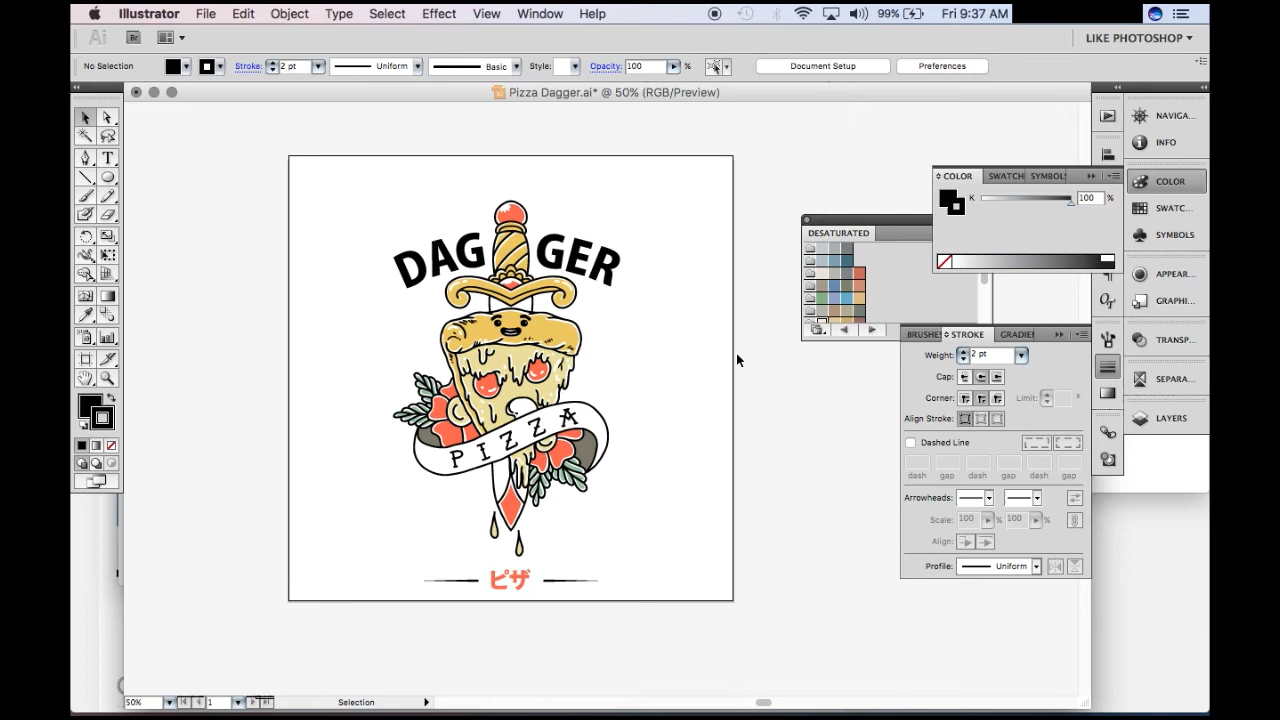 Illustrator File Edit Object Type Select Effect View Window Help 99% Fri 9:37 AM
Ai Br LIKE PHOTOSHOP
No Selection Stroke: 2 pt Uniform Basic Style: Opacity: 100 % Document Setup Preferences
Pizza Dagger.ai* @ 50% (RGB/Preview)
NAVIGA...
INFO
COLOR
SWATC...
SYMBOLS
APPEAR...
GRAPHI...
TRANSP...
SEPARA...
LAYERS
COLOR SWATCH SYMBOL
K 100 %
DESATURATED
BRUSHES STROKE GRADIE
Weight: 2 pt
Cap:
Corner: Limit: x
Align Stroke:
Dashed Line
dash gap dash gap dash gap
Arrowheads:
Scale: 100 % 100 %
Align:
Profile: Uniform
DAG GER
PIZZA
ピザ
50% 1 Selection